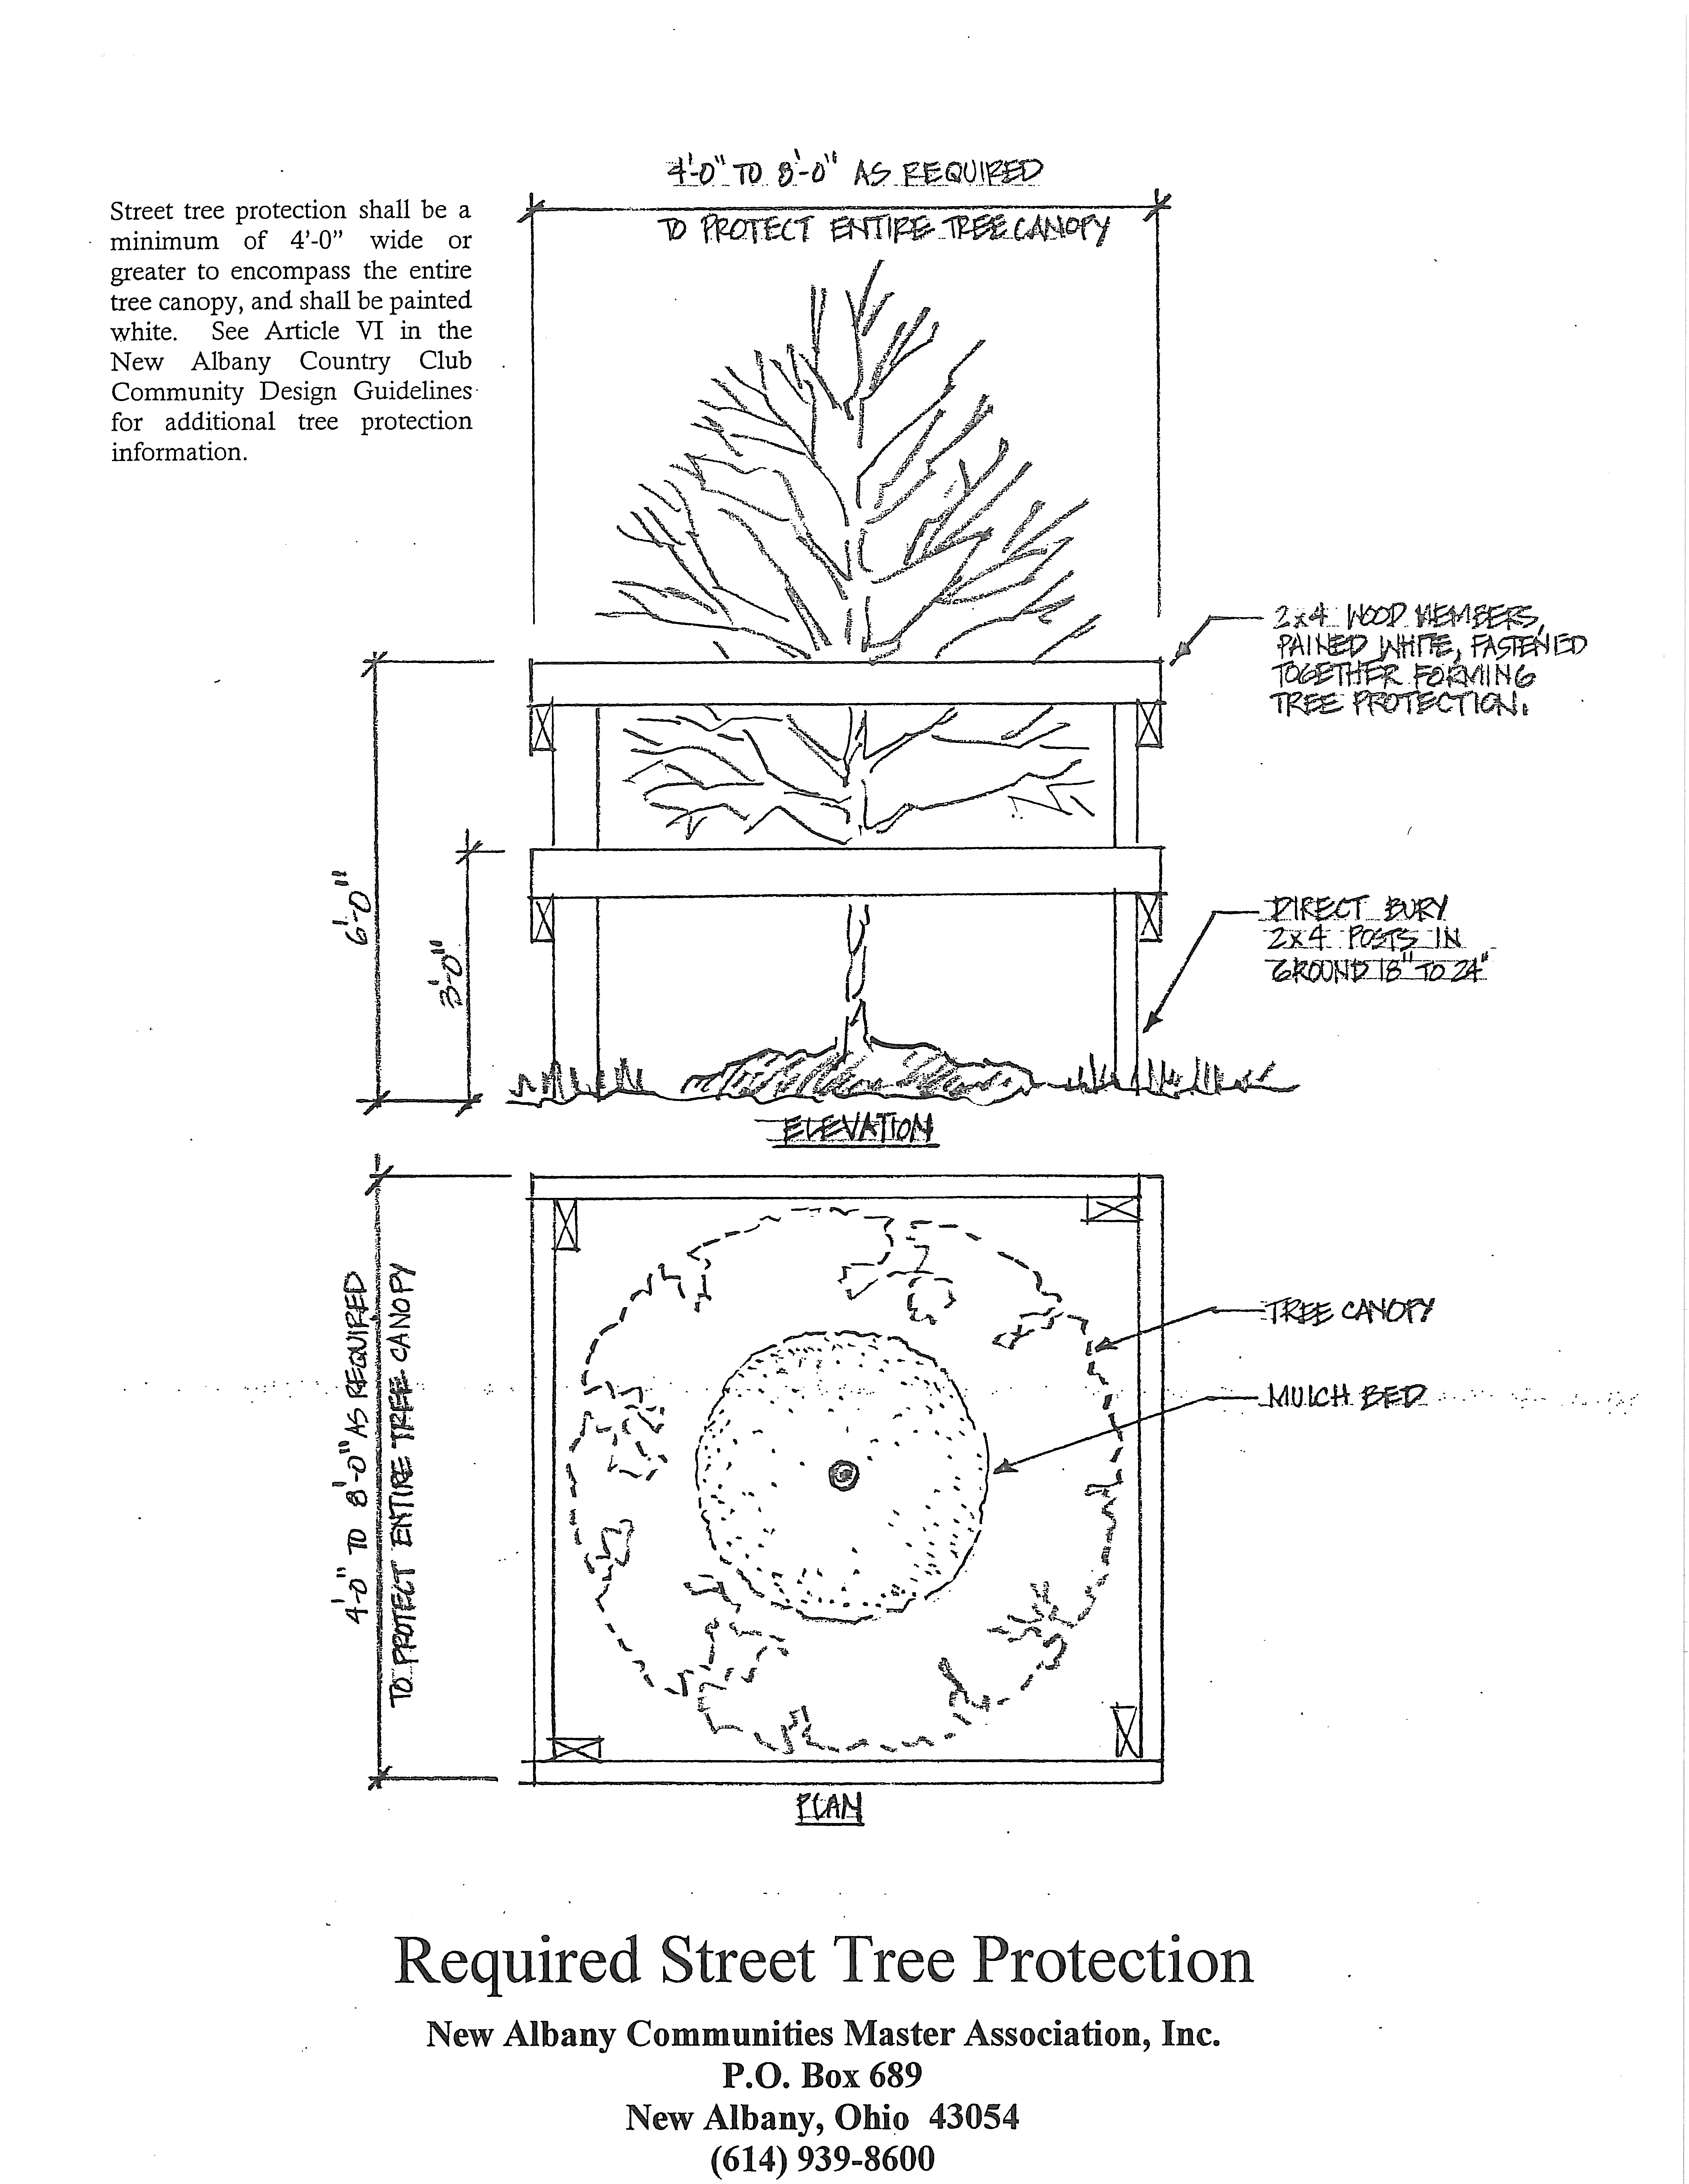 4'-0" TO 8'-0" AS REQUIRED
TO PROTECT ENTIRE TREE CANOPY
Street tree protection shall be a
minimum of 4'-0" wide or
greater to encompass the entire
tree canopy, and shall be painted
white. See Article VI in the
New Albany Country Club
Community Design Guidelines
for additional tree protection
information.
2x4 WOOD MEMBERS,
PAINED WHITE, FASTENED
TOGETHER FORMING
TREE PROTECTION.
6'-0"
3'-0"
DIRECT BURY
2x4 POSTS IN
GROUND 18" TO 24"
ELEVATION
4'-0" TO 8'-0" AS REQUIRED
TO PROTECT ENTIRE TREE CANOPY
TREE CANOPY
MULCH BED
PLAN
Required Street Tree Protection
New Albany Communities Master Association, Inc.
P.O. Box 689
New Albany, Ohio 43054
(614) 939-8600